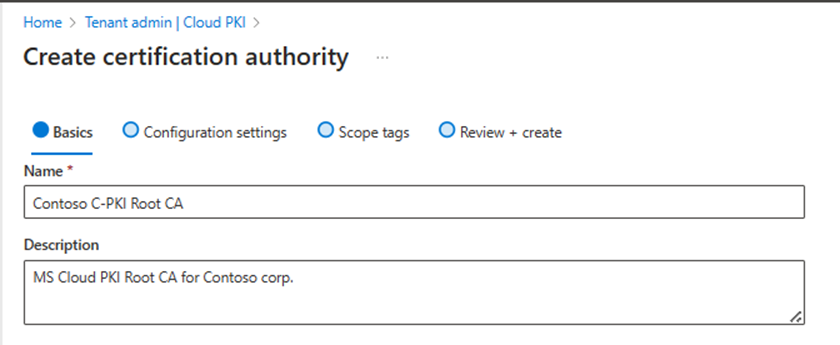 Home > Tenant admin | Cloud PKI >
Create certification authority ...
Basics Configuration settings Scope tags Review + create
Name *
Contoso C-PKI Root CA
Description
MS Cloud PKI Root CA for Contoso corp.